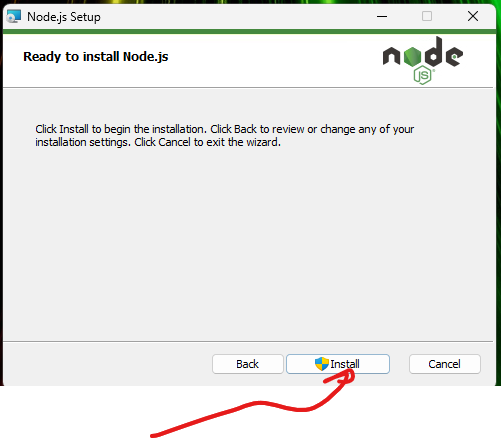 Node.js Setup
Ready to install Node.js
node
JS
Click Install to begin the installation. Click Back to review or change any of your
installation settings. Click Cancel to exit the wizard.
Back
Install
Cancel